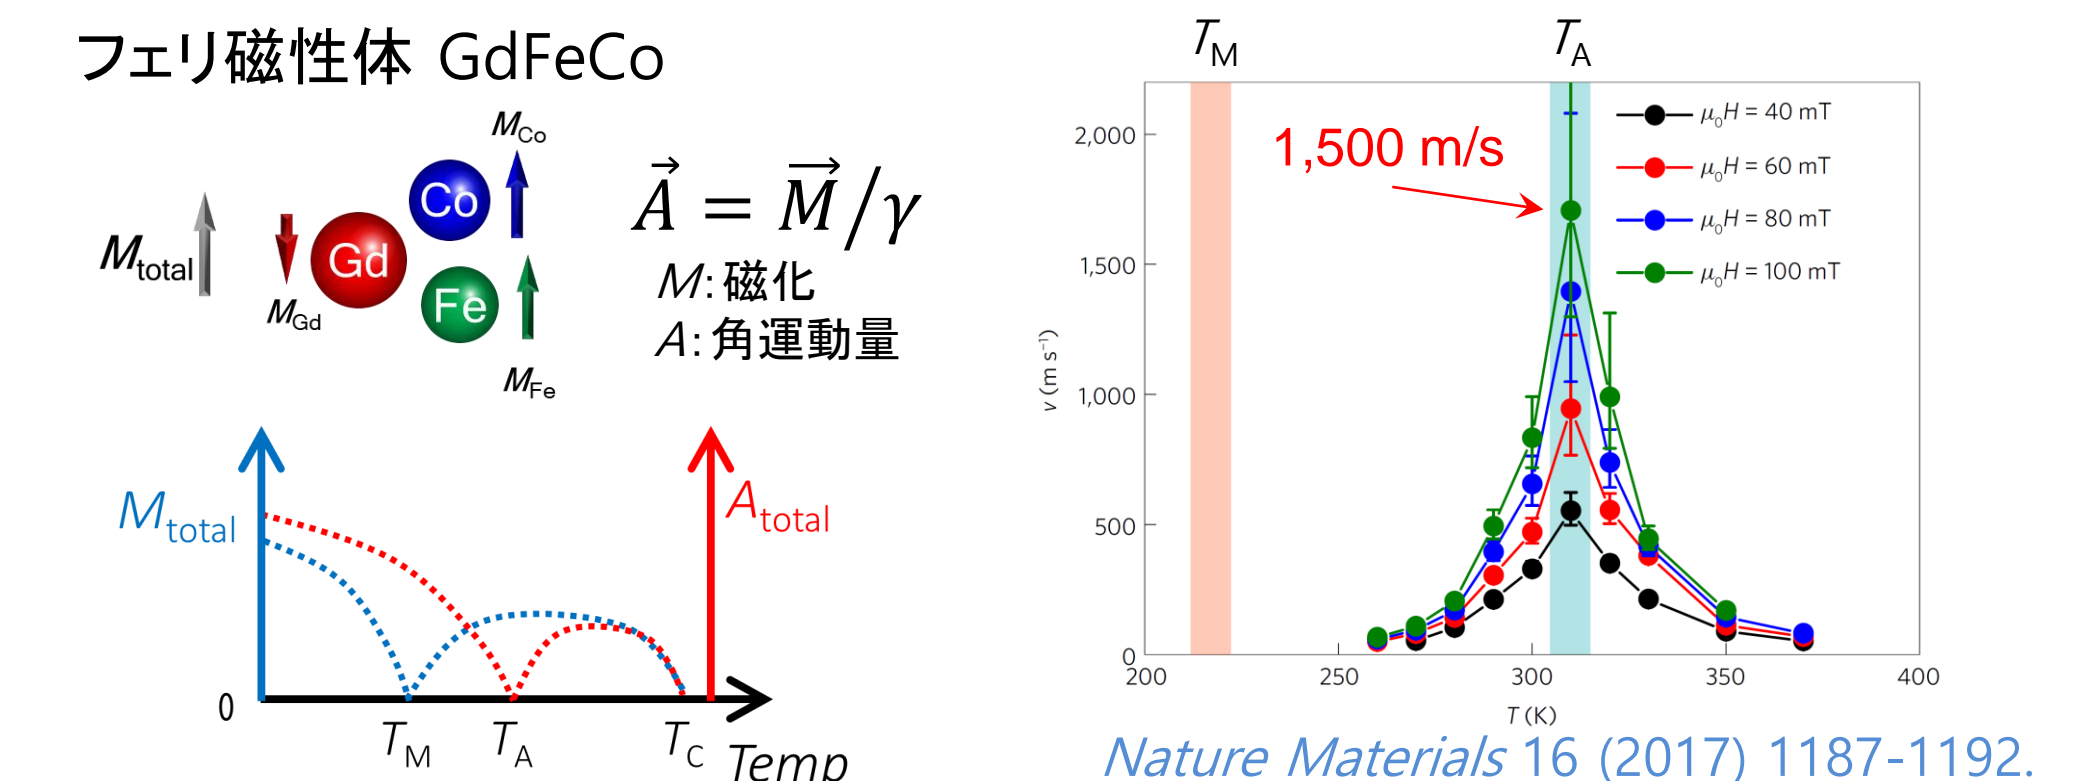 フェリ磁性体 GdFeCo
M_Co
Co
M_total
Gd
M_Gd
Fe
M_Fe
A⃗ = M⃗/γ
M: 磁化
A: 角運動量
M_total
A_total
0
T_M
T_A
T_C
Temp
T_M
T_A
1,500 m/s
μ₀H = 40 mT
μ₀H = 60 mT
μ₀H = 80 mT
μ₀H = 100 mT
2,000
1,500
1,000
500
0
v (m s⁻¹)
200
250
300
350
400
T (K)
Nature Materials 16 (2017) 1187-1192.